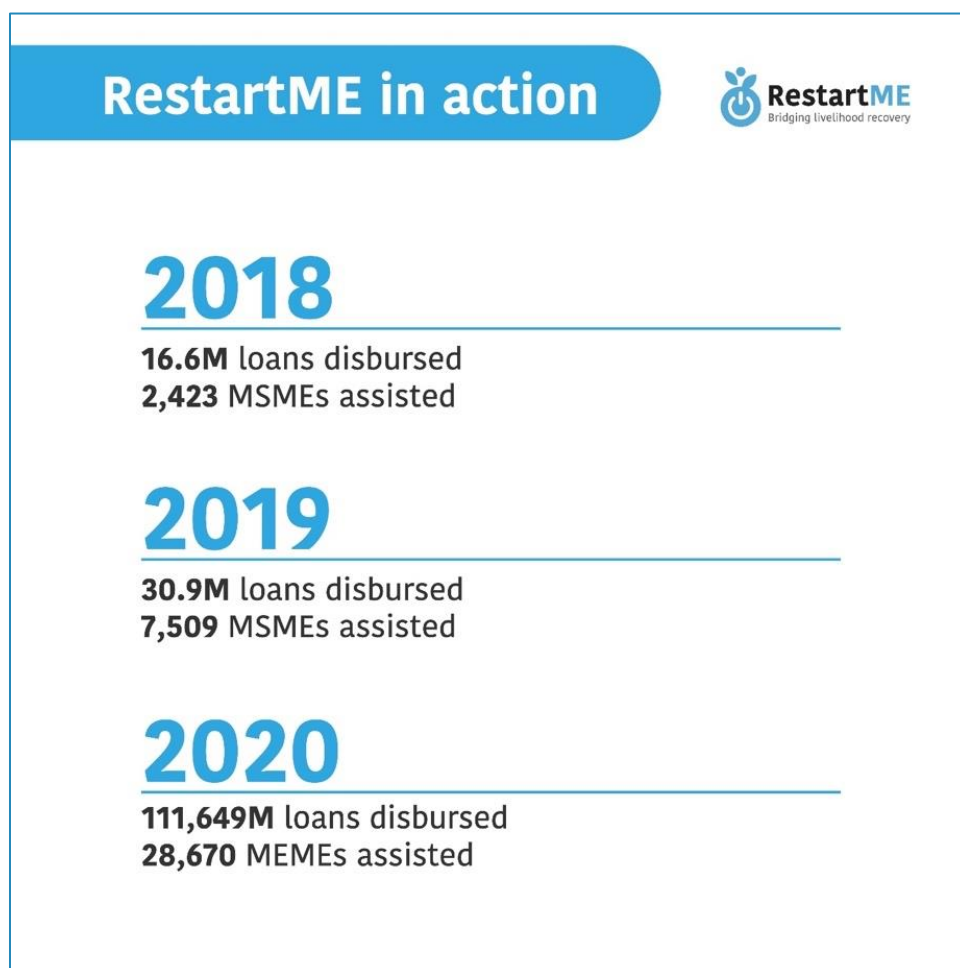 RestartME in action
RestartME
Bridging livelihood recovery
2018
16.6M loans disbursed
2,423 MSMEs assisted
2019
30.9M loans disbursed
7,509 MSMEs assisted
2020
111,649M loans disbursed
28,670 MEMEs assisted